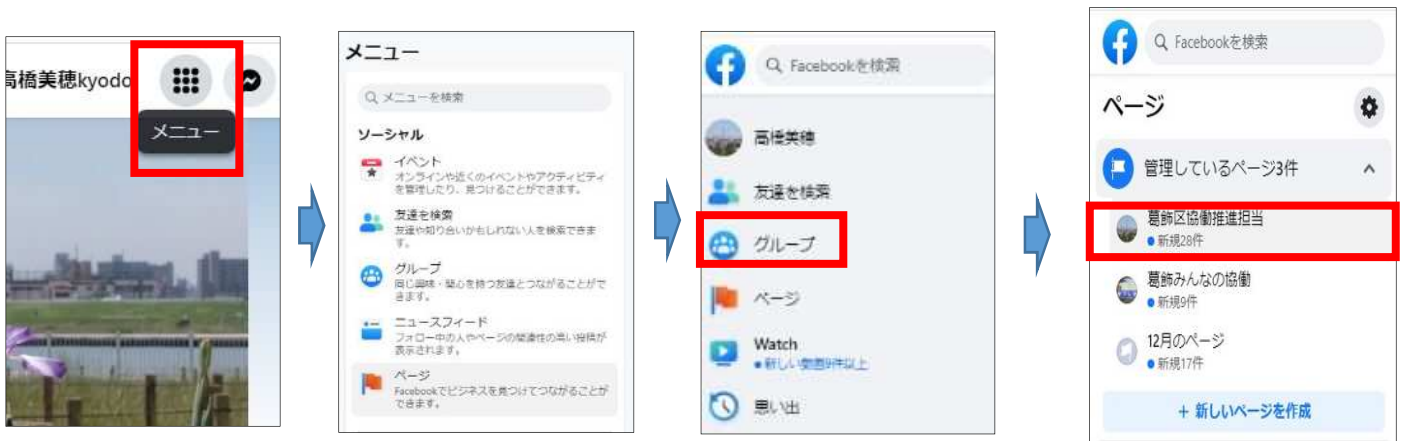 高橋美穂kyodo
メニュー
メニュー
メニューを検索
ソーシャル
イベント
オンラインや近くのイベントやアクティビティ
を管理したり、見つけることができます。
友達を検索
友達や知り合いかもしれない人を検索できま
す。
グループ
同じ興味・関心を持つ友達とつながることがで
きます。
ニュースフィード
フォロー中の人やページの関連性の高い投稿が
表示されます。
ページ
Facebookでビジネスを見つけてつながることが
できます。
Facebookを検索
高橋美穂
友達を検索
グループ
ページ
Watch
新しい動画9件以上
思い出
Facebookを検索
ページ
管理しているページ3件
葛飾区協働推進担当
新規28件
葛飾みんなの協働
新規9件
12月のページ
新規17件
+ 新しいページを作成